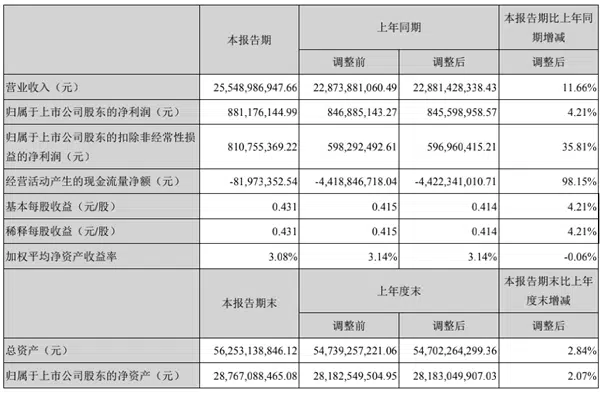 本报告期 上年同期 本报告期比上年同期增减
调整前 调整后 调整后
营业收入（元） 25,548,986,947.66 22,873,881,060.49 22,881,428,338.43 11.66%
归属于上市公司股东的净利润（元） 881,176,144.99 846,885,143.27 845,598,958.57 4.21%
归属于上市公司股东的扣除非经常性损益的净利润（元） 810,755,369.22 598,292,492.61 596,960,415.21 35.81%
经营活动产生的现金流量净额（元） -81,973,352.54 -4,418,846,718.04 -4,422,341,010.71 98.15%
基本每股收益（元/股） 0.431 0.415 0.414 4.21%
稀释每股收益（元/股） 0.431 0.415 0.414 4.21%
加权平均净资产收益率 3.08% 3.14% 3.14% -0.06%
本报告期末 上年度末 本报告期末比上年度末增减
调整前 调整后 调整后
总资产（元） 56,253,138,846.12 54,739,257,221.06 54,702,264,299.36 2.84%
归属于上市公司股东的净资产（元） 28,767,088,465.08 28,182,549,504.95 28,183,049,907.03 2.07%